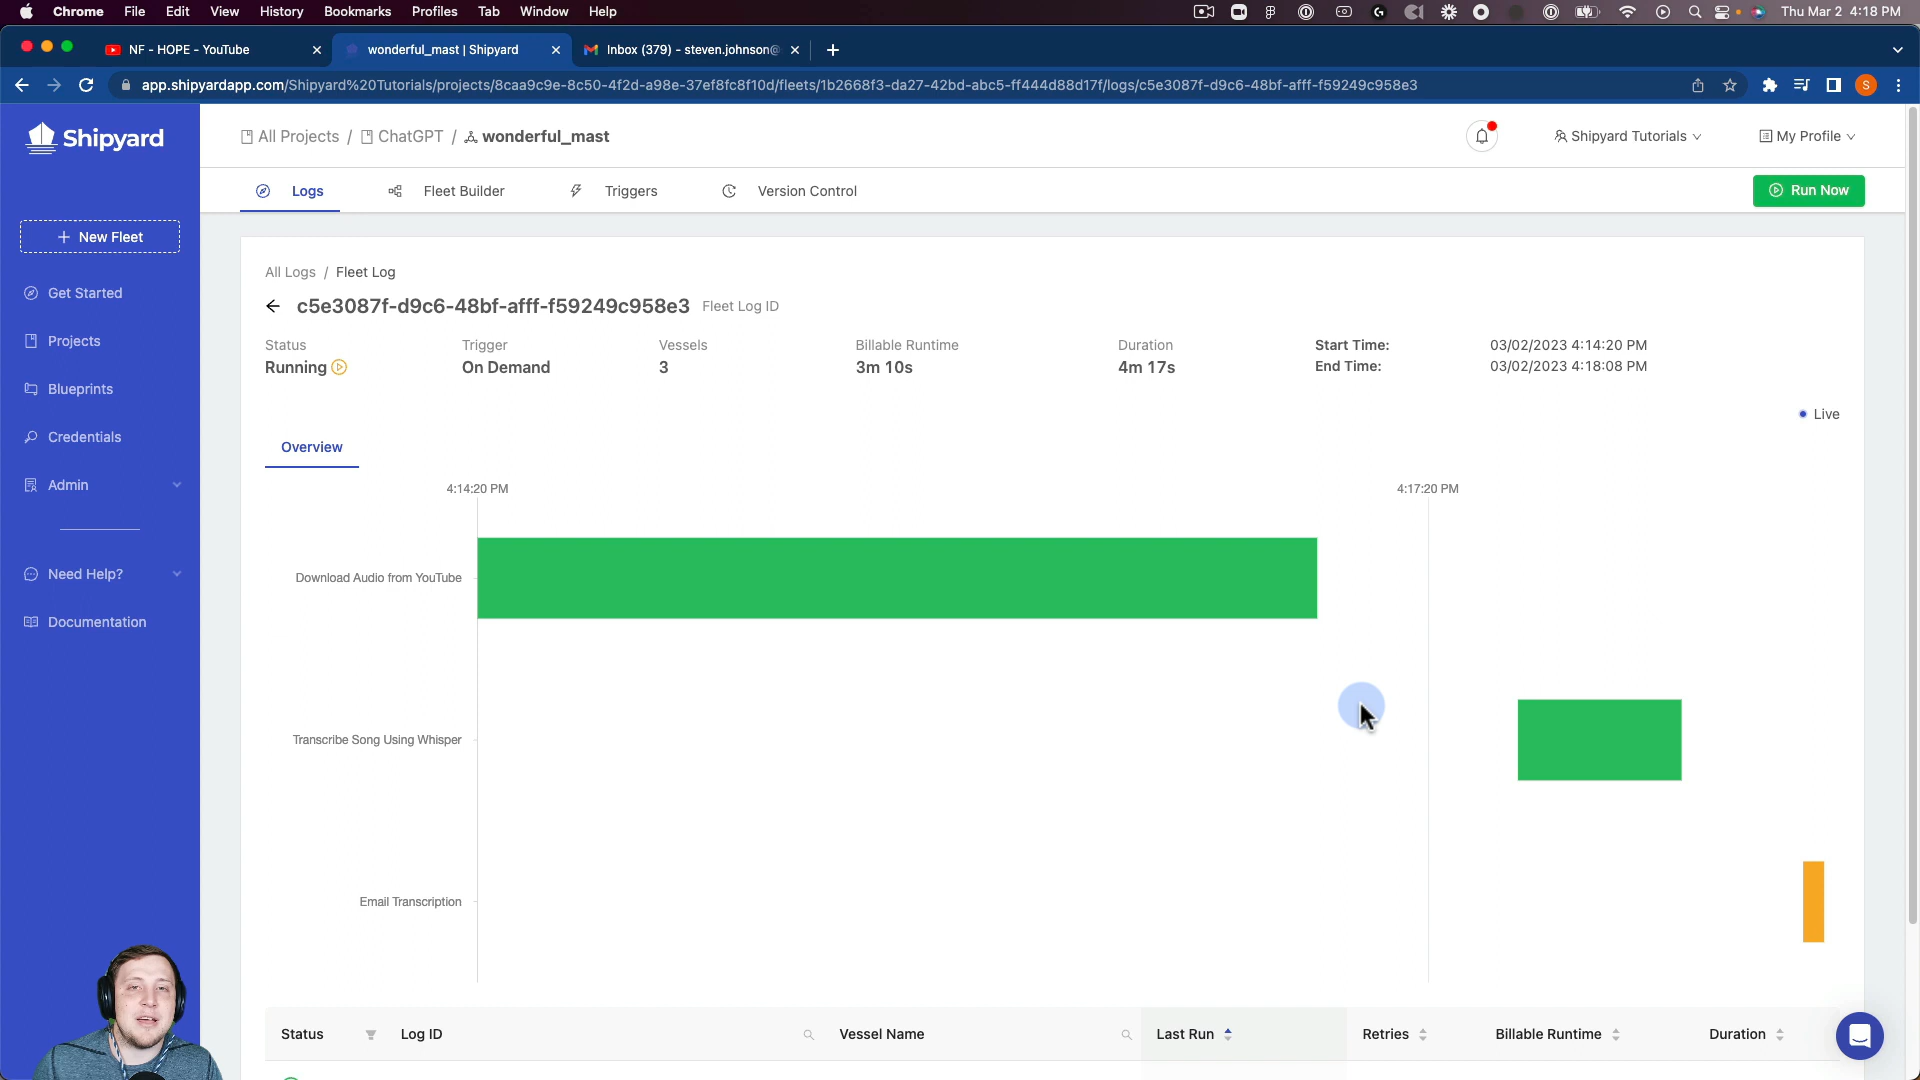 Chrome File Edit View History Bookmarks Profiles Tab Window Help
Thu Mar 2 4:18 PM
NF - HOPE - YouTube
wonderful_mast | Shipyard
Inbox (379) - steven.johnson@
app.shipyardapp.com/Shipyard%20Tutorials/projects/8caa9c9e-8c50-4f2d-a98e-37ef8fc8f10d/fleets/1b2668f3-da27-42bd-abc5-ff444d88d17f/logs/c5e3087f-d9c6-48bf-afff-f59249c958e3
S
Shipyard
All Projects / ChatGPT / wonderful_mast
Shipyard Tutorials
My Profile
Logs
Fleet Builder
Triggers
Version Control
Run Now
+ New Fleet
Get Started
Projects
Blueprints
Credentials
Admin
Need Help?
Documentation
All Logs / Fleet Log
c5e3087f-d9c6-48bf-afff-f59249c958e3 Fleet Log ID
Status
Running
Trigger
On Demand
Vessels
3
Billable Runtime
3m 10s
Duration
4m 17s
Start Time: 03/02/2023 4:14:20 PM
End Time: 03/02/2023 4:18:08 PM
Live
Overview
4:14:20 PM
4:17:20 PM
Download Audio from YouTube
Transcribe Song Using Whisper
Email Transcription
Status Log ID Vessel Name Last Run Retries Billable Runtime Duration